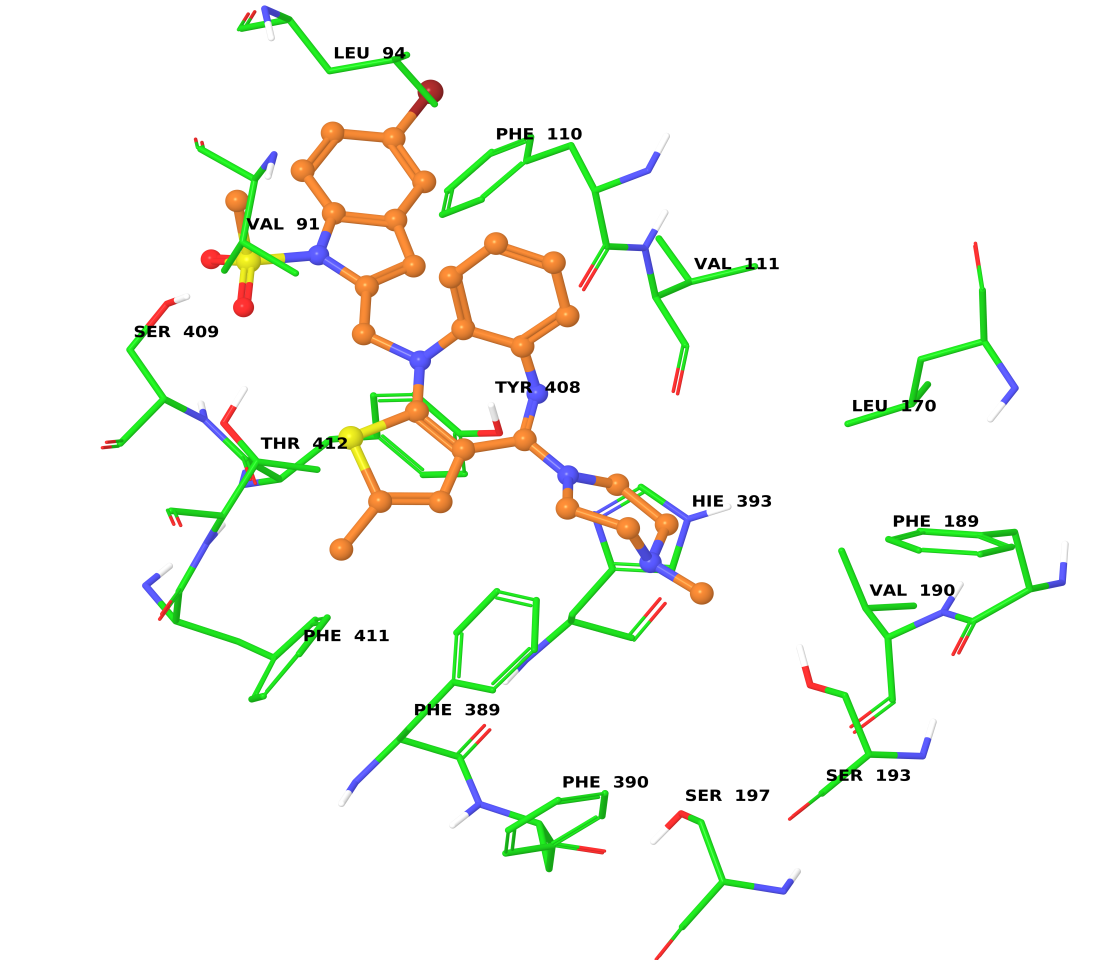 LEU 94
PHE 110
VAL 91
VAL 111
SER 409
TYR 408
LEU 170
THR 412
HIE 393
PHE 189
VAL 190
PHE 411
PHE 389
SER 193
PHE 390
SER 197